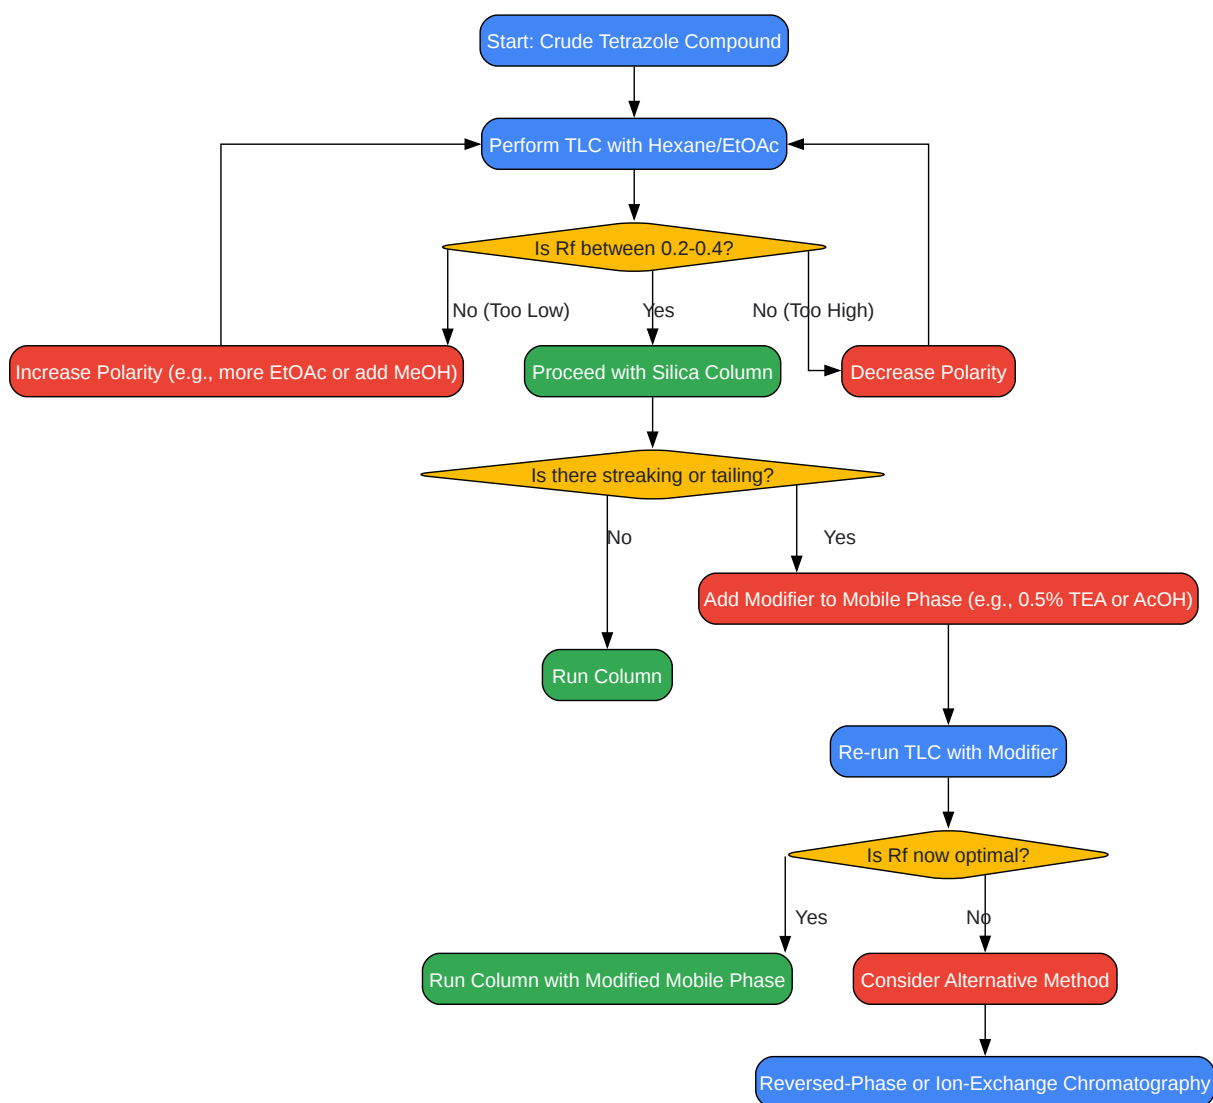 Start: Crude Tetrazole Compound
Perform TLC with Hexane/EtOAc
Is Rf between 0.2-0.4?
No (Too Low)
Yes
No (Too High)
Increase Polarity (e.g., more EtOAc or add MeOH)
Proceed with Silica Column
Decrease Polarity
Is there streaking or tailing?
No
Yes
Add Modifier to Mobile Phase (e.g., 0.5% TEA or AcOH)
Run Column
Re-run TLC with Modifier
Is Rf now optimal?
Yes
No
Run Column with Modified Mobile Phase
Consider Alternative Method
Reversed-Phase or Ion-Exchange Chromatography